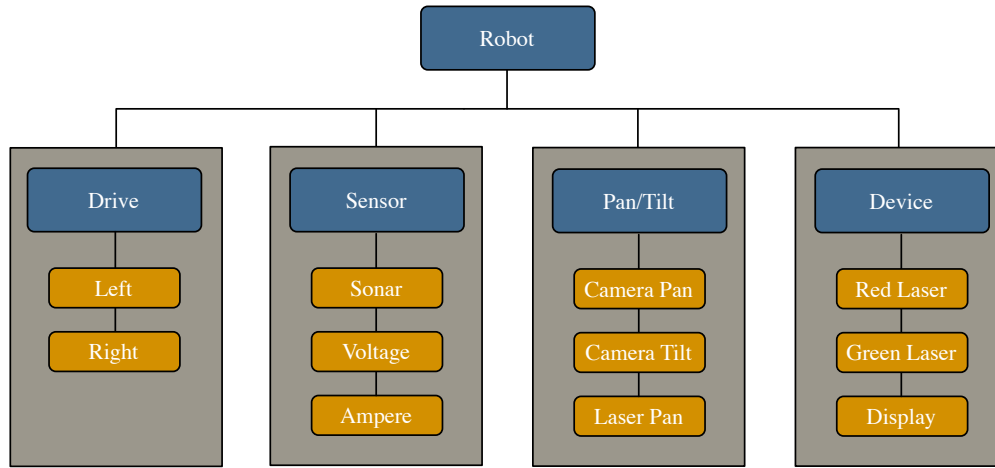 Robot
Drive
Left
Right
Sensor
Sonar
Voltage
Ampere
Pan/Tilt
Camera Pan
Camera Tilt
Laser Pan
Device
Red Laser
Green Laser
Display